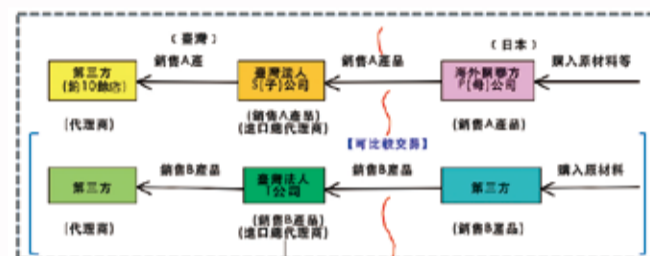 (臺灣)
(日本)
第三方
(約10餘店)
銷售A產
臺灣法人
S(子)公司
銷售A產品
海外關聯方
P(母)公司
購入原材料等
(代理商)
(銷售A產品)
(進口總代理商)
(銷售A產品)
【可比較交易】
第三方
銷售B產品
臺灣法人
T公司
銷售B產品
第三方
購入原材料
(代理商)
(銷售B產品)
(進口總代理商)
(銷售B產品)